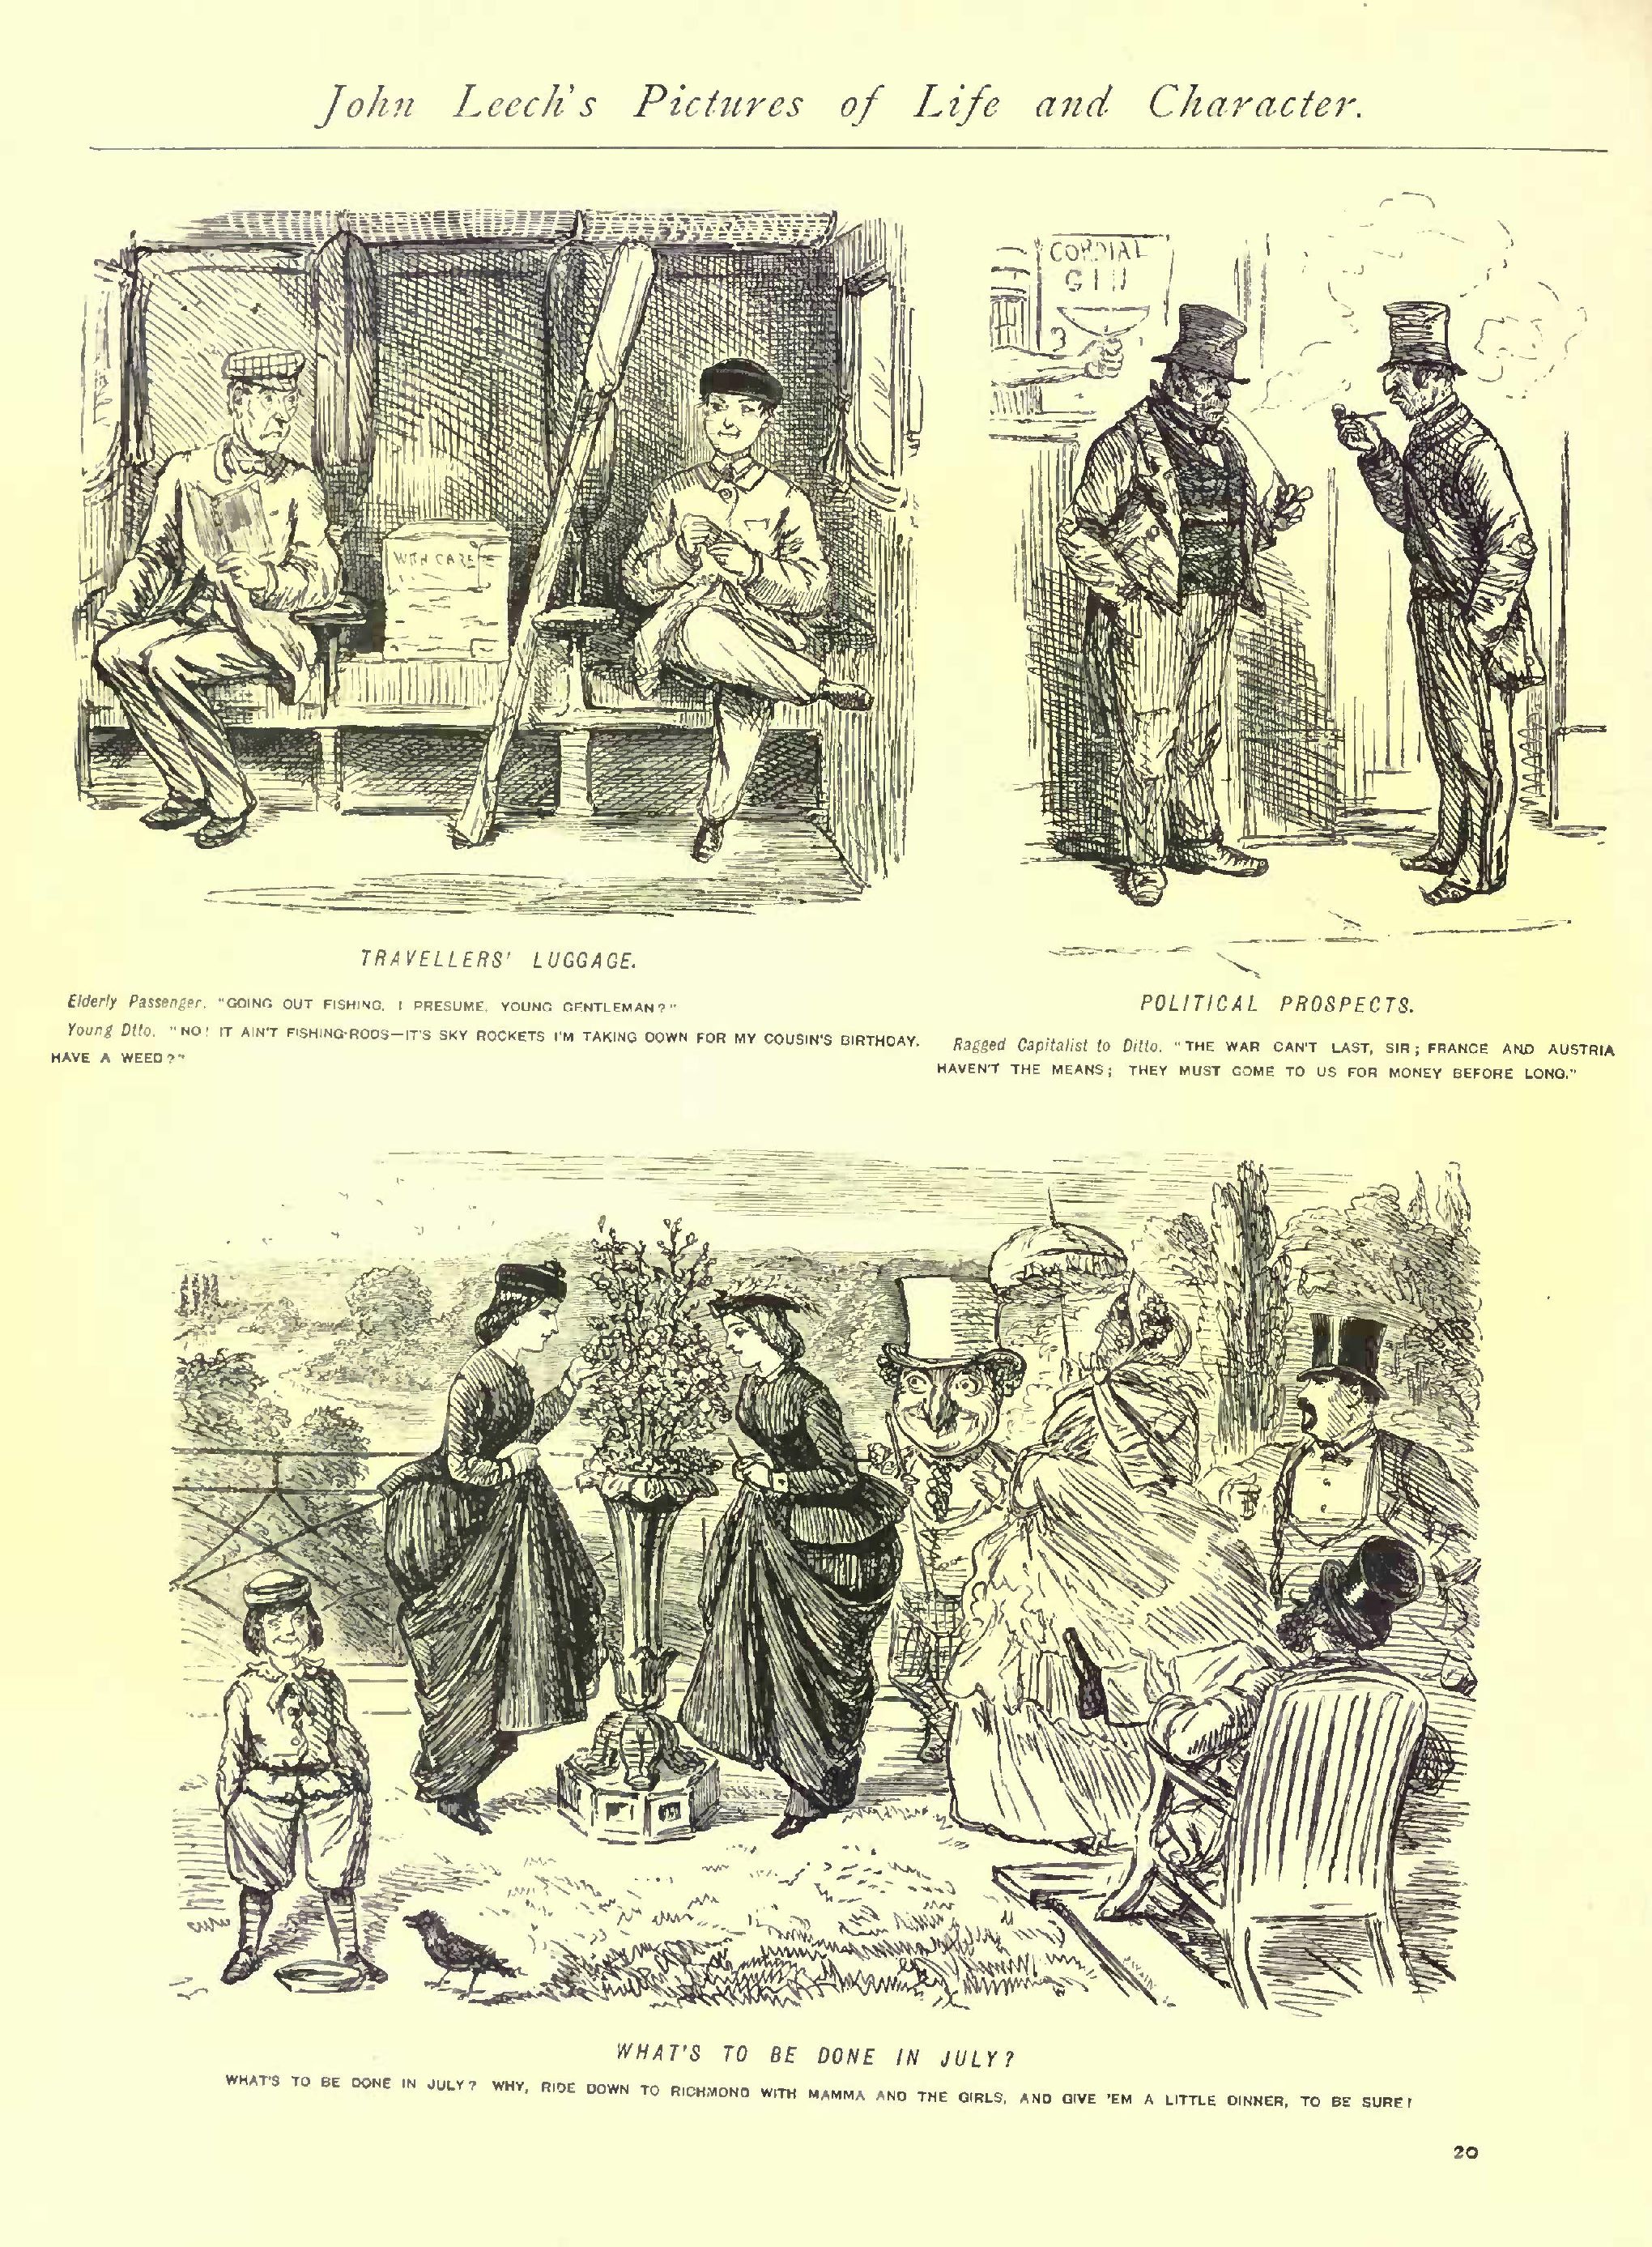 John Leech's Pictures of Life and Character.
CORDIAL
GIN
3
WITH CARE
TRAVELLERS' LUGGAGE.
Elderly Passenger. "GOING OUT FISHING, I PRESUME, YOUNG GENTLEMAN?"
Young Dtto. "NO! IT AIN'T FISHING-RODS—IT'S SKY ROCKETS I'M TAKING DOWN FOR MY COUSIN'S BIRTHDAY.
HAVE A WEED?"
POLITICAL PROSPECTS.
Ragged Capitalist to Ditto. "THE WAR CAN'T LAST, SIR; FRANCE AND AUSTRIA
HAVEN'T THE MEANS; THEY MUST COME TO US FOR MONEY BEFORE LONG."
WHAT'S TO BE DONE IN JULY?
WHAT'S TO BE DONE IN JULY? WHY, RIDE DOWN TO RICHMOND WITH MAMMA AND THE GIRLS, AND GIVE 'EM A LITTLE DINNER, TO BE SURE!
20